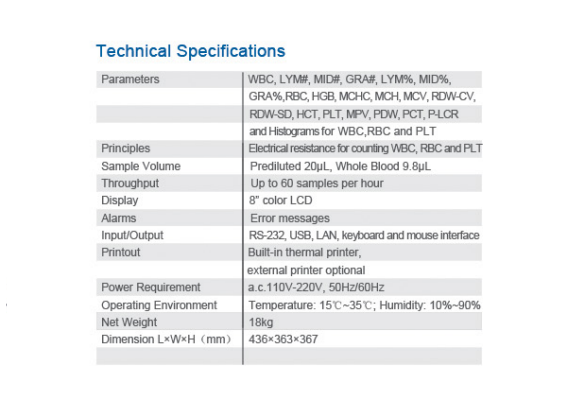 Technical Specifications
Parameters WBC, LYM#, MID#, GRA#, LYM%, MID%,
GRA%,RBC, HGB, MCHC, MCH, MCV, RDW-CV,
RDW-SD, HCT, PLT, MPV, PDW, PCT, P-LCR
and Histograms for WBC,RBC and PLT
Principles Electrical resistance for counting WBC, RBC and PLT
Sample Volume Prediluted 20μL, Whole Blood 9.8μL
Throughput Up to 60 samples per hour
Display 8" color LCD
Alarms Error messages
Input/Output RS-232, USB, LAN, keyboard and mouse interface
Printout Built-in thermal printer,
external printer optional
Power Requirement a.c.110V-220V, 50Hz/60Hz
Operating Environment Temperature: 15℃~35℃; Humidity: 10%~90%
Net Weight 18kg
Dimension L×W×H（mm） 436×363×367